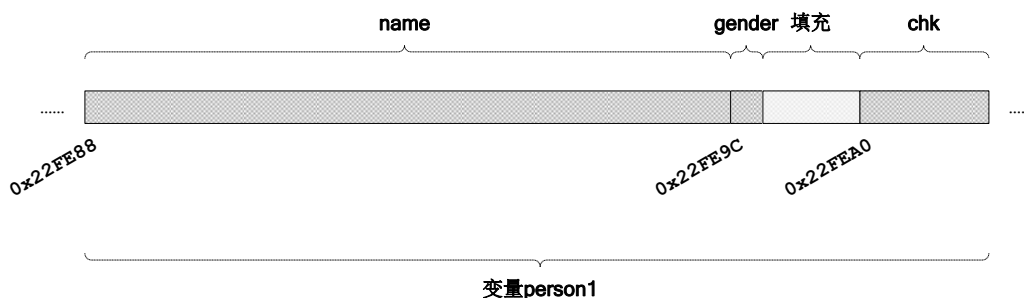 name gender 填充 chk
...... ....
0x22FE88 0x22FE9C 0x22FEA0
变量person1